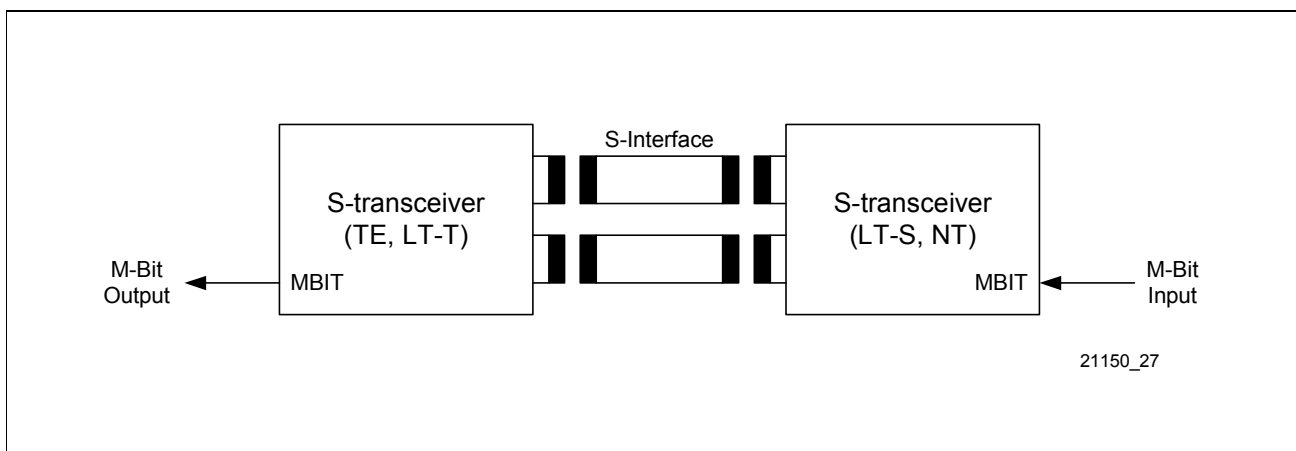 S-Interface
S-transceiver
(TE, LT-T)
S-transceiver
(LT-S, NT)
M-Bit
Output
MBIT
MBIT
M-Bit
Input
21150_27